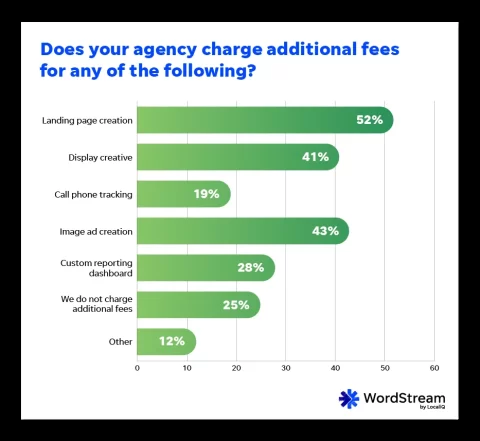 Does your agency charge additional fees
for any of the following?
Landing page creation
52%
Display creative
41%
Call phone tracking
19%
Image ad creation
43%
Custom reporting
dashboard
28%
We do not charge
additional fees
25%
Other
12%
0 10 20 30 40 50 60
WordStream
by LocaliQ